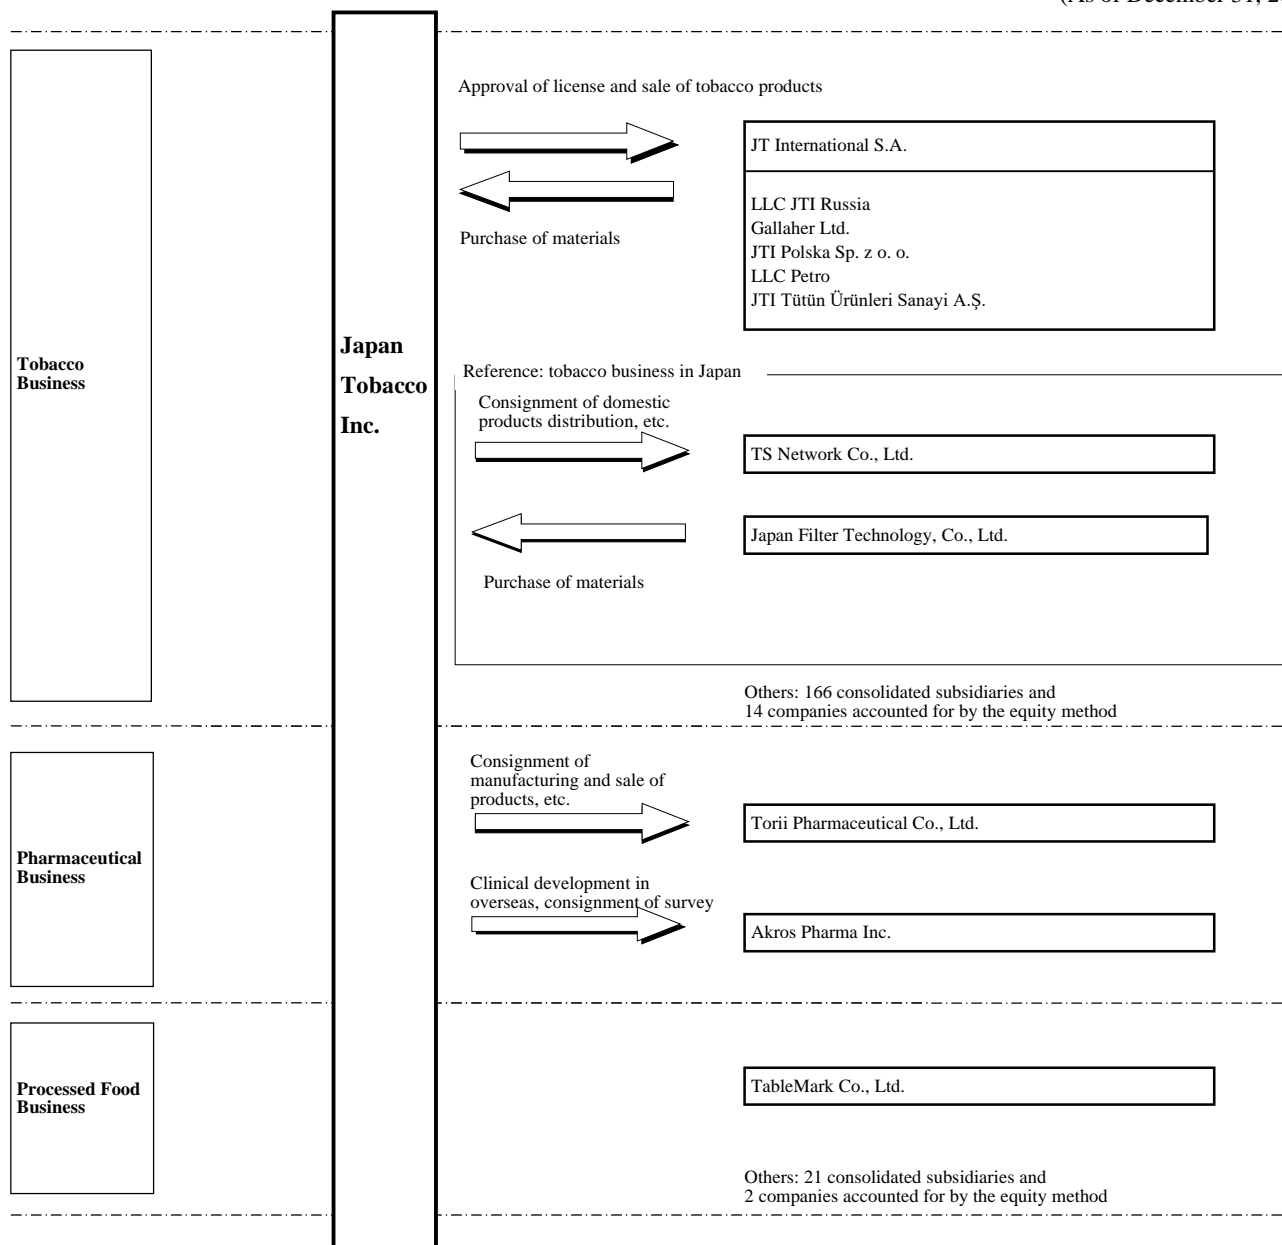 (As of December 31,
Approval of license and sale of tobacco products
JT International S.A.
LLC JTI Russia
Gallaher Ltd.
JTI Polska Sp. z o. o.
LLC Petro
JTI Tütün Ürünleri Sanayi A.Ş.
Purchase of materials
Tobacco
Business
Japan
Tobacco
Inc.
Reference: tobacco business in Japan
Consignment of domestic
products distribution, etc.
TS Network Co., Ltd.
Japan Filter Technology, Co., Ltd.
Purchase of materials
Others: 166 consolidated subsidiaries and
14 companies accounted for by the equity method
Consignment of
manufacturing and sale of
products, etc.
Torii Pharmaceutical Co., Ltd.
Pharmaceutical
Business
Clinical development in
overseas, consignment of survey
Akros Pharma Inc.
Processed Food
Business
TableMark Co., Ltd.
Others: 21 consolidated subsidiaries and
2 companies accounted for by the equity method